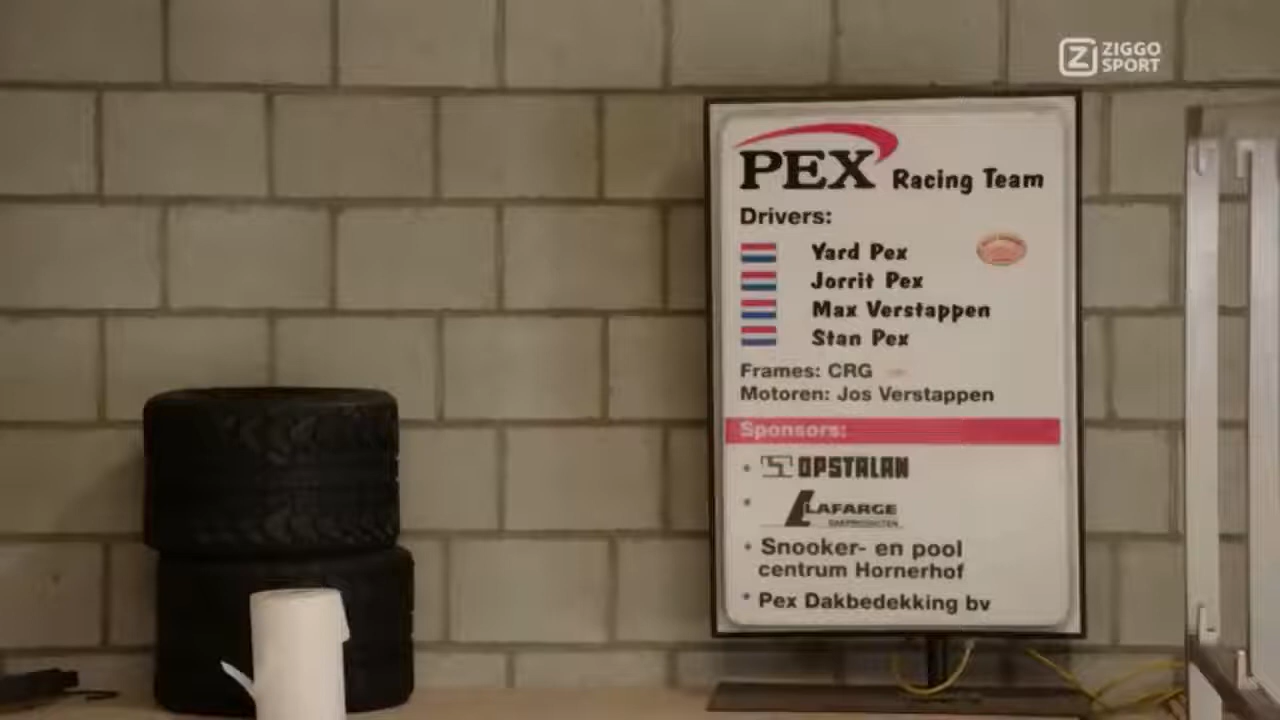 ZIGGO
SPORT
PEX Racing Team
Drivers:
Yard Pex
Jorrit Pex
Max Verstappen
Stan Pex
Frames: CRG
Motoren: Jos Verstappen
Sponsors:
• OPSTALAN
• LAFARGE
DAKPRODUCTEN
• Snooker- en pool
centrum Hornerhof
• Pex Dakbedekking bv